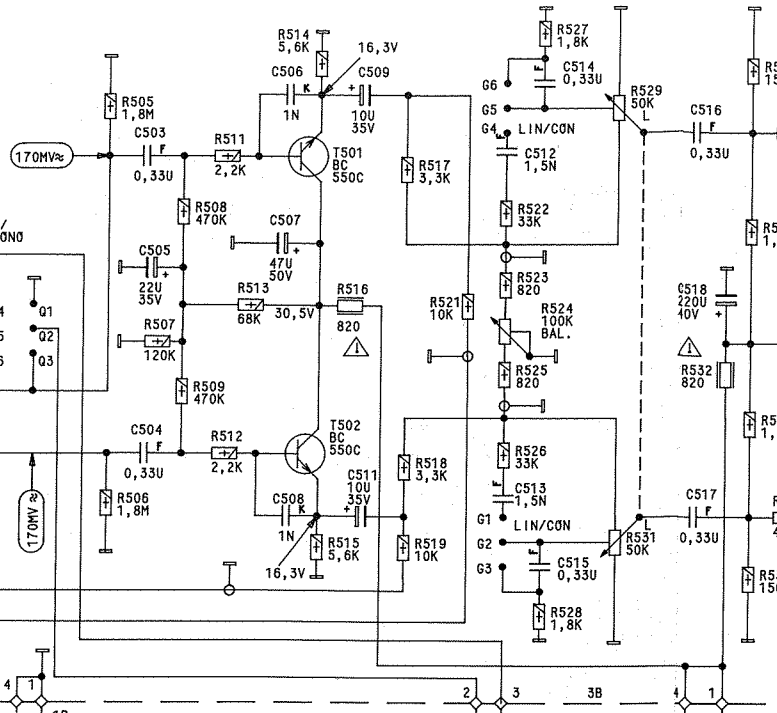 R514
5,6K
16,3V
R527
1,8K
C506
K
1N
C509
+
10U
35V
F
C514
0,33U
G6
G5
G4
R529
50K
R505
1,8M
C503
F
0,33U
R511
2,2K
T501
BC
550C
LIN/CON
F
C512
1,5N
L
C516
F
0,33U
170MV≈
R517
3,3K
R508
470K
R522
33K
C507
+
47U
50V
C505
+
22U
35V
R523
820
Q1
Q2
Q3
R513
68K
30,5V
R516
820
R521
10K
R524
100K
BAL.
C518
220U
40V
R507
120K
R525
820
R532
820
R509
470K
C504
F
0,33U
R512
2,2K
T502
BC
550C
C511
10U
35V
+
R518
3,3K
R526
33K
F
C513
1,5N
170MV≈
R506
1,8M
C508
K
1N
R515
5,6K
16,3V
R519
10K
G1
G2
G3
LIN/CON
F
C515
0,33U
R531
50K
L
C517
F
0,33U
R528
1,8K
4
1
2
3
3B
4
1